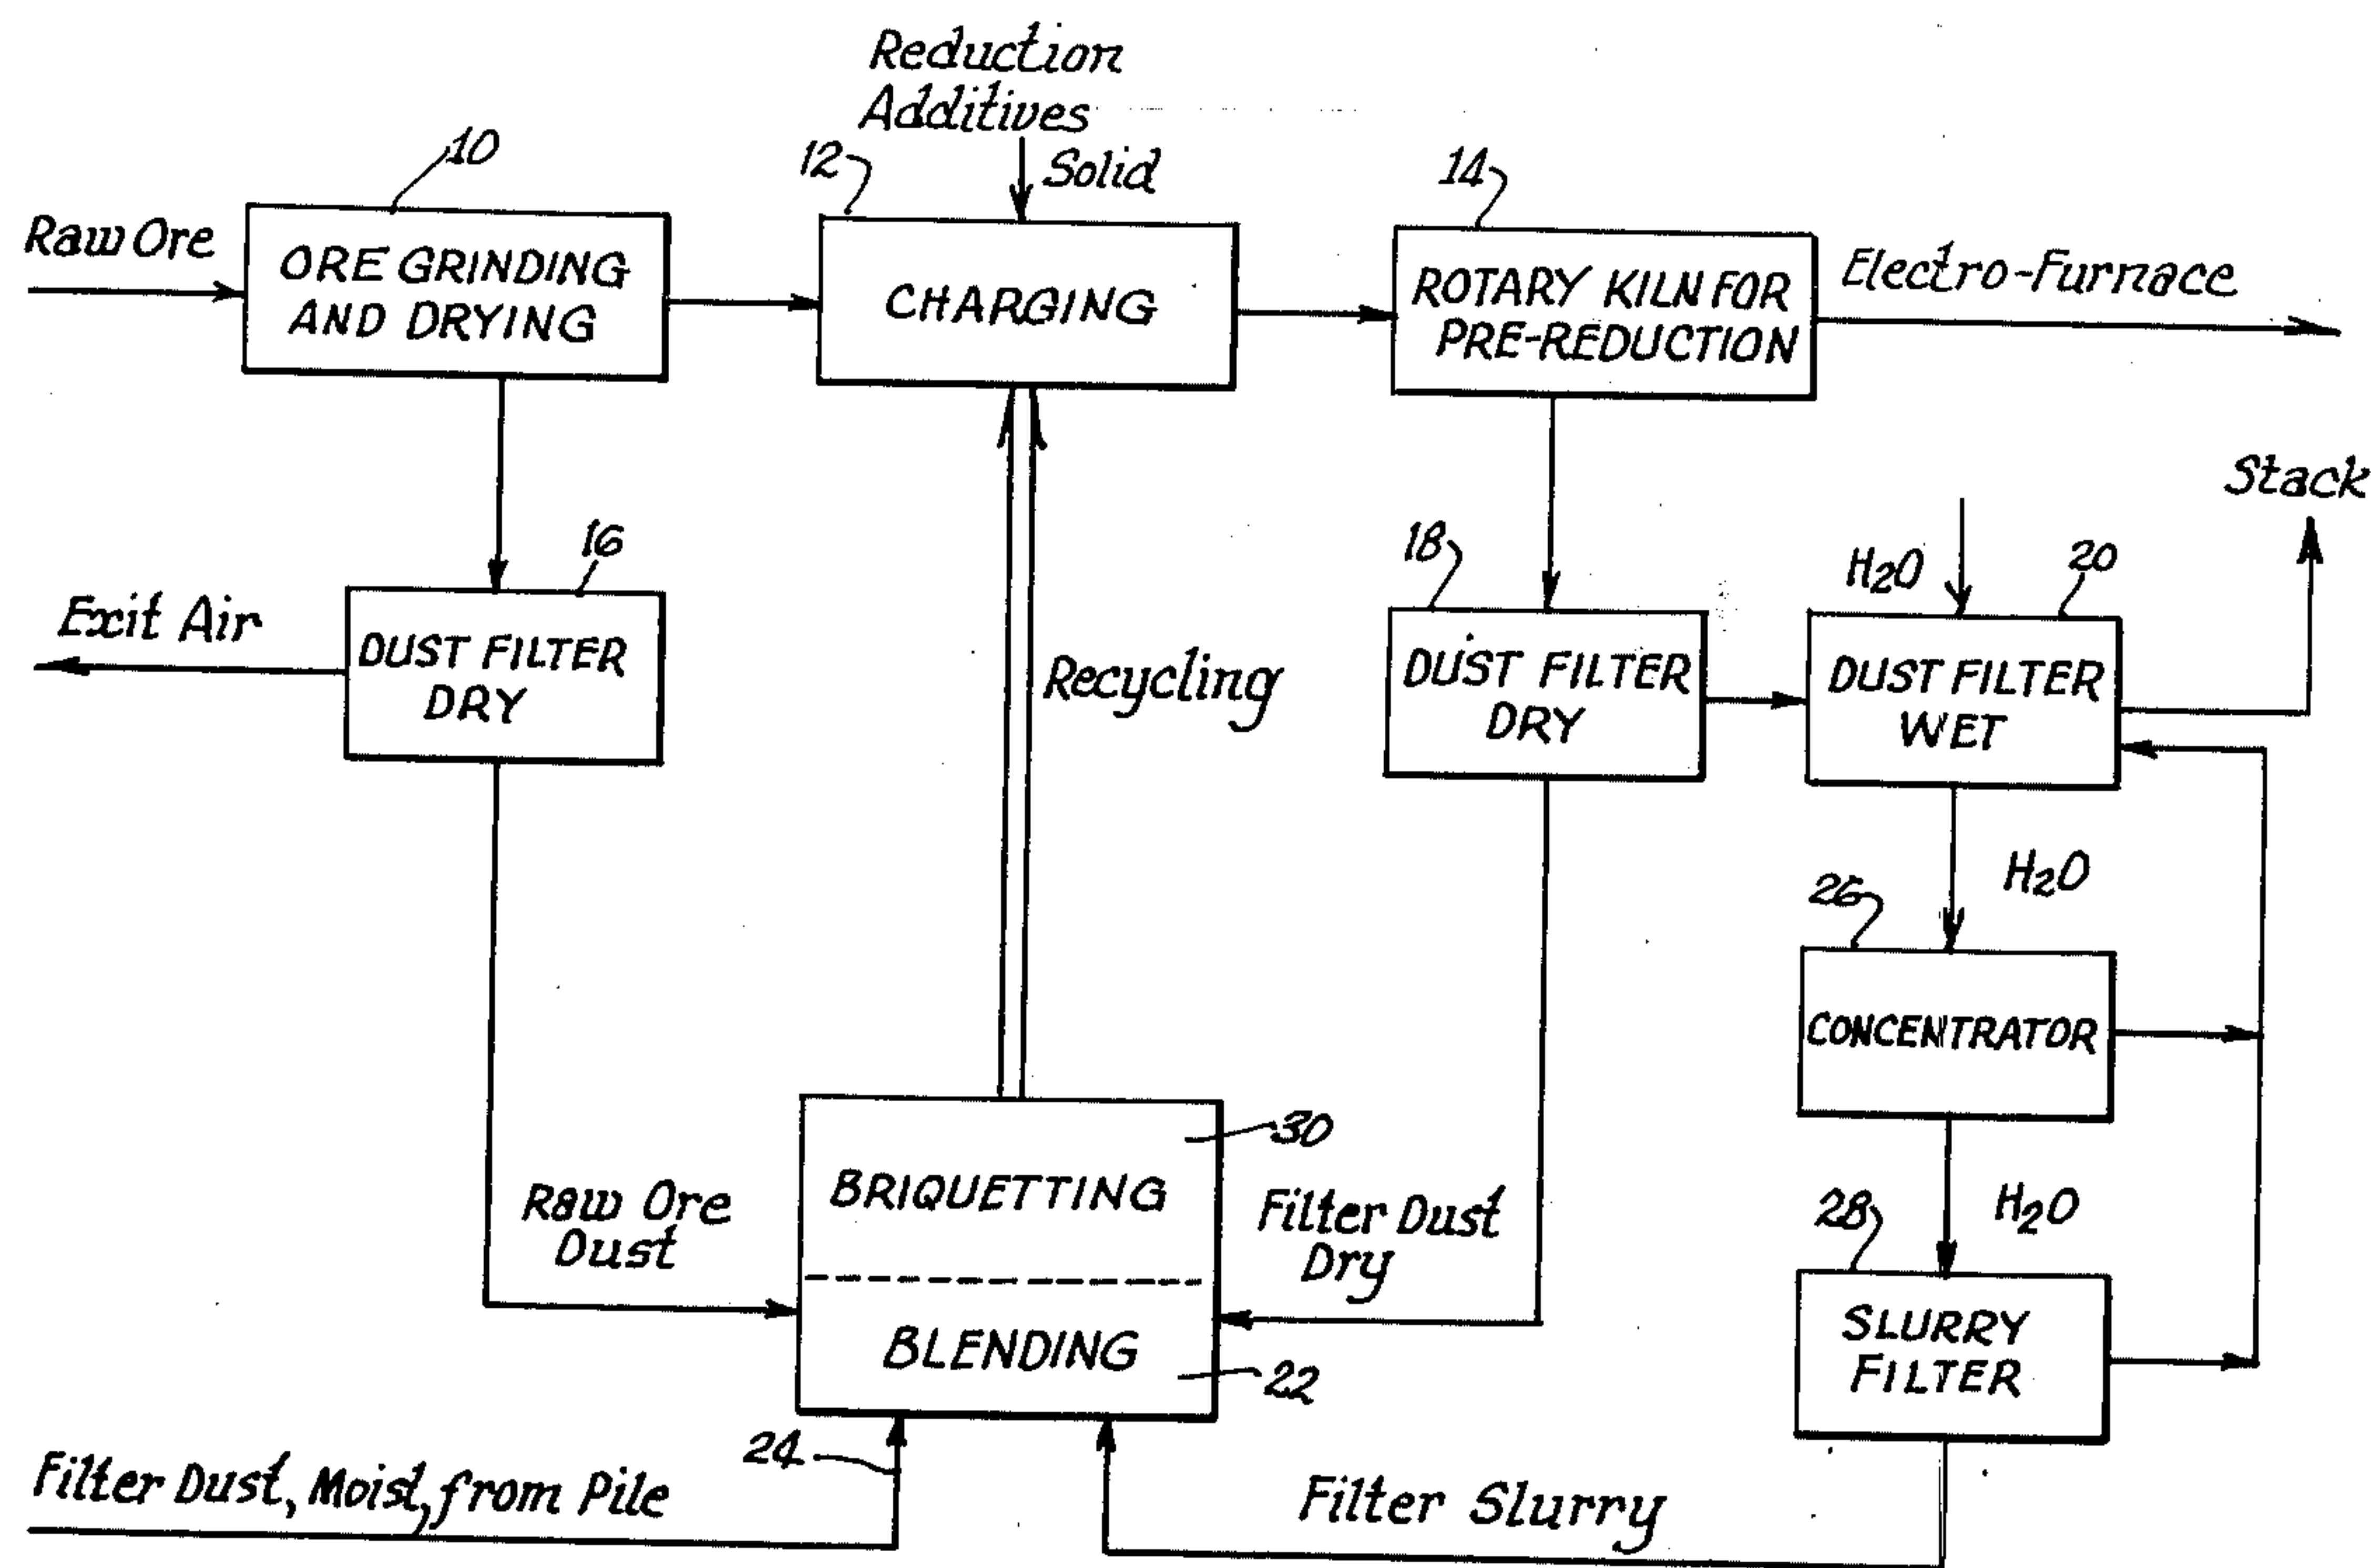 Reduction
Additives
10
12
Solid
14
Raw Ore
ORE GRINDING
AND DRYING
CHARGING
ROTARY KILN FOR
PRE-REDUCTION
Electro-Furnace
Stack
16
18
H2O
20
Exit Air
DUST FILTER
DRY
Recycling
DUST FILTER
DRY
DUST FILTER
WET
26
H2O
CONCENTRATOR
30
BRIQUETTING
Raw Ore
Dust
Filter Dust
Dry
28
H2O
BLENDING
22
SLURRY
FILTER
24
Filter Dust, Moist, from Pile
Filter Slurry